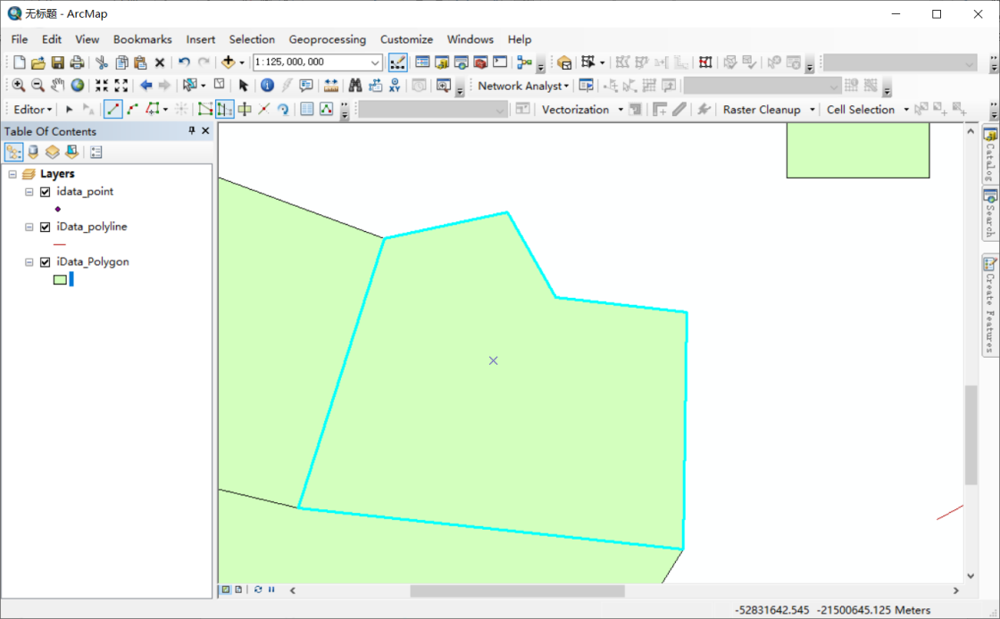 无标题 - ArcMap
File Edit View Bookmarks Insert Selection Geoprocessing Customize Windows Help
1:125,000,000
Network Analyst
Editor Vectorization Raster Cleanup Cell Selection
Table Of Contents
Layers
idata_point
iData_polyline
iData_Polygon
Catalog
Search
Create Features
-52831642.545 -21500645.125 Meters